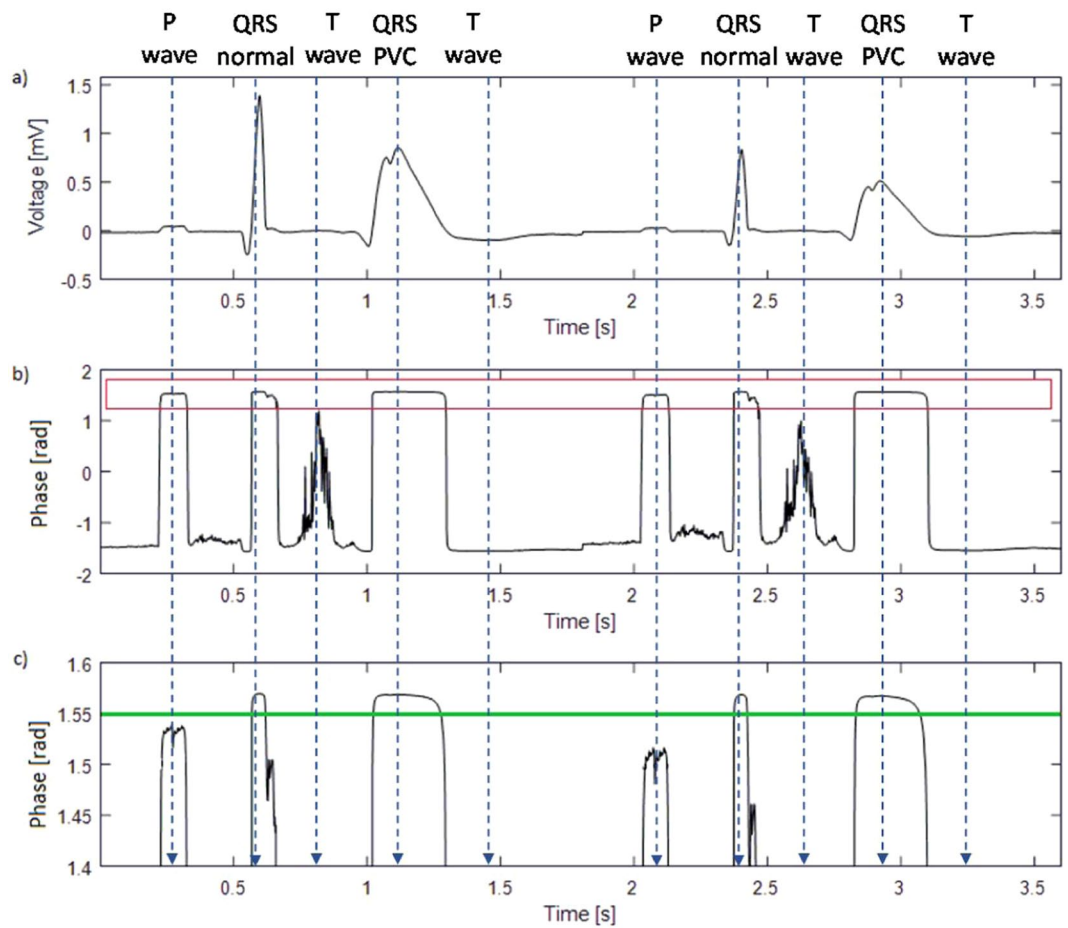 P QRS T QRS T P QRS T QRS T
wave normal wave PVC wave wave normal wave PVC wave
a)
1.5
1
0.5
0
-0.5
Voltage [mV]
0.5 1 1.5 2 2.5 3 3.5
Time [s]
b)
2
1
0
-1
-2
Phase [rad]
0.5 1 1.5 2 2.5 3 3.5
Time [s]
c)
1.6
1.55
1.5
1.45
1.4
Phase [rad]
0.5 1 1.5 2 2.5 3 3.5
Time [s]